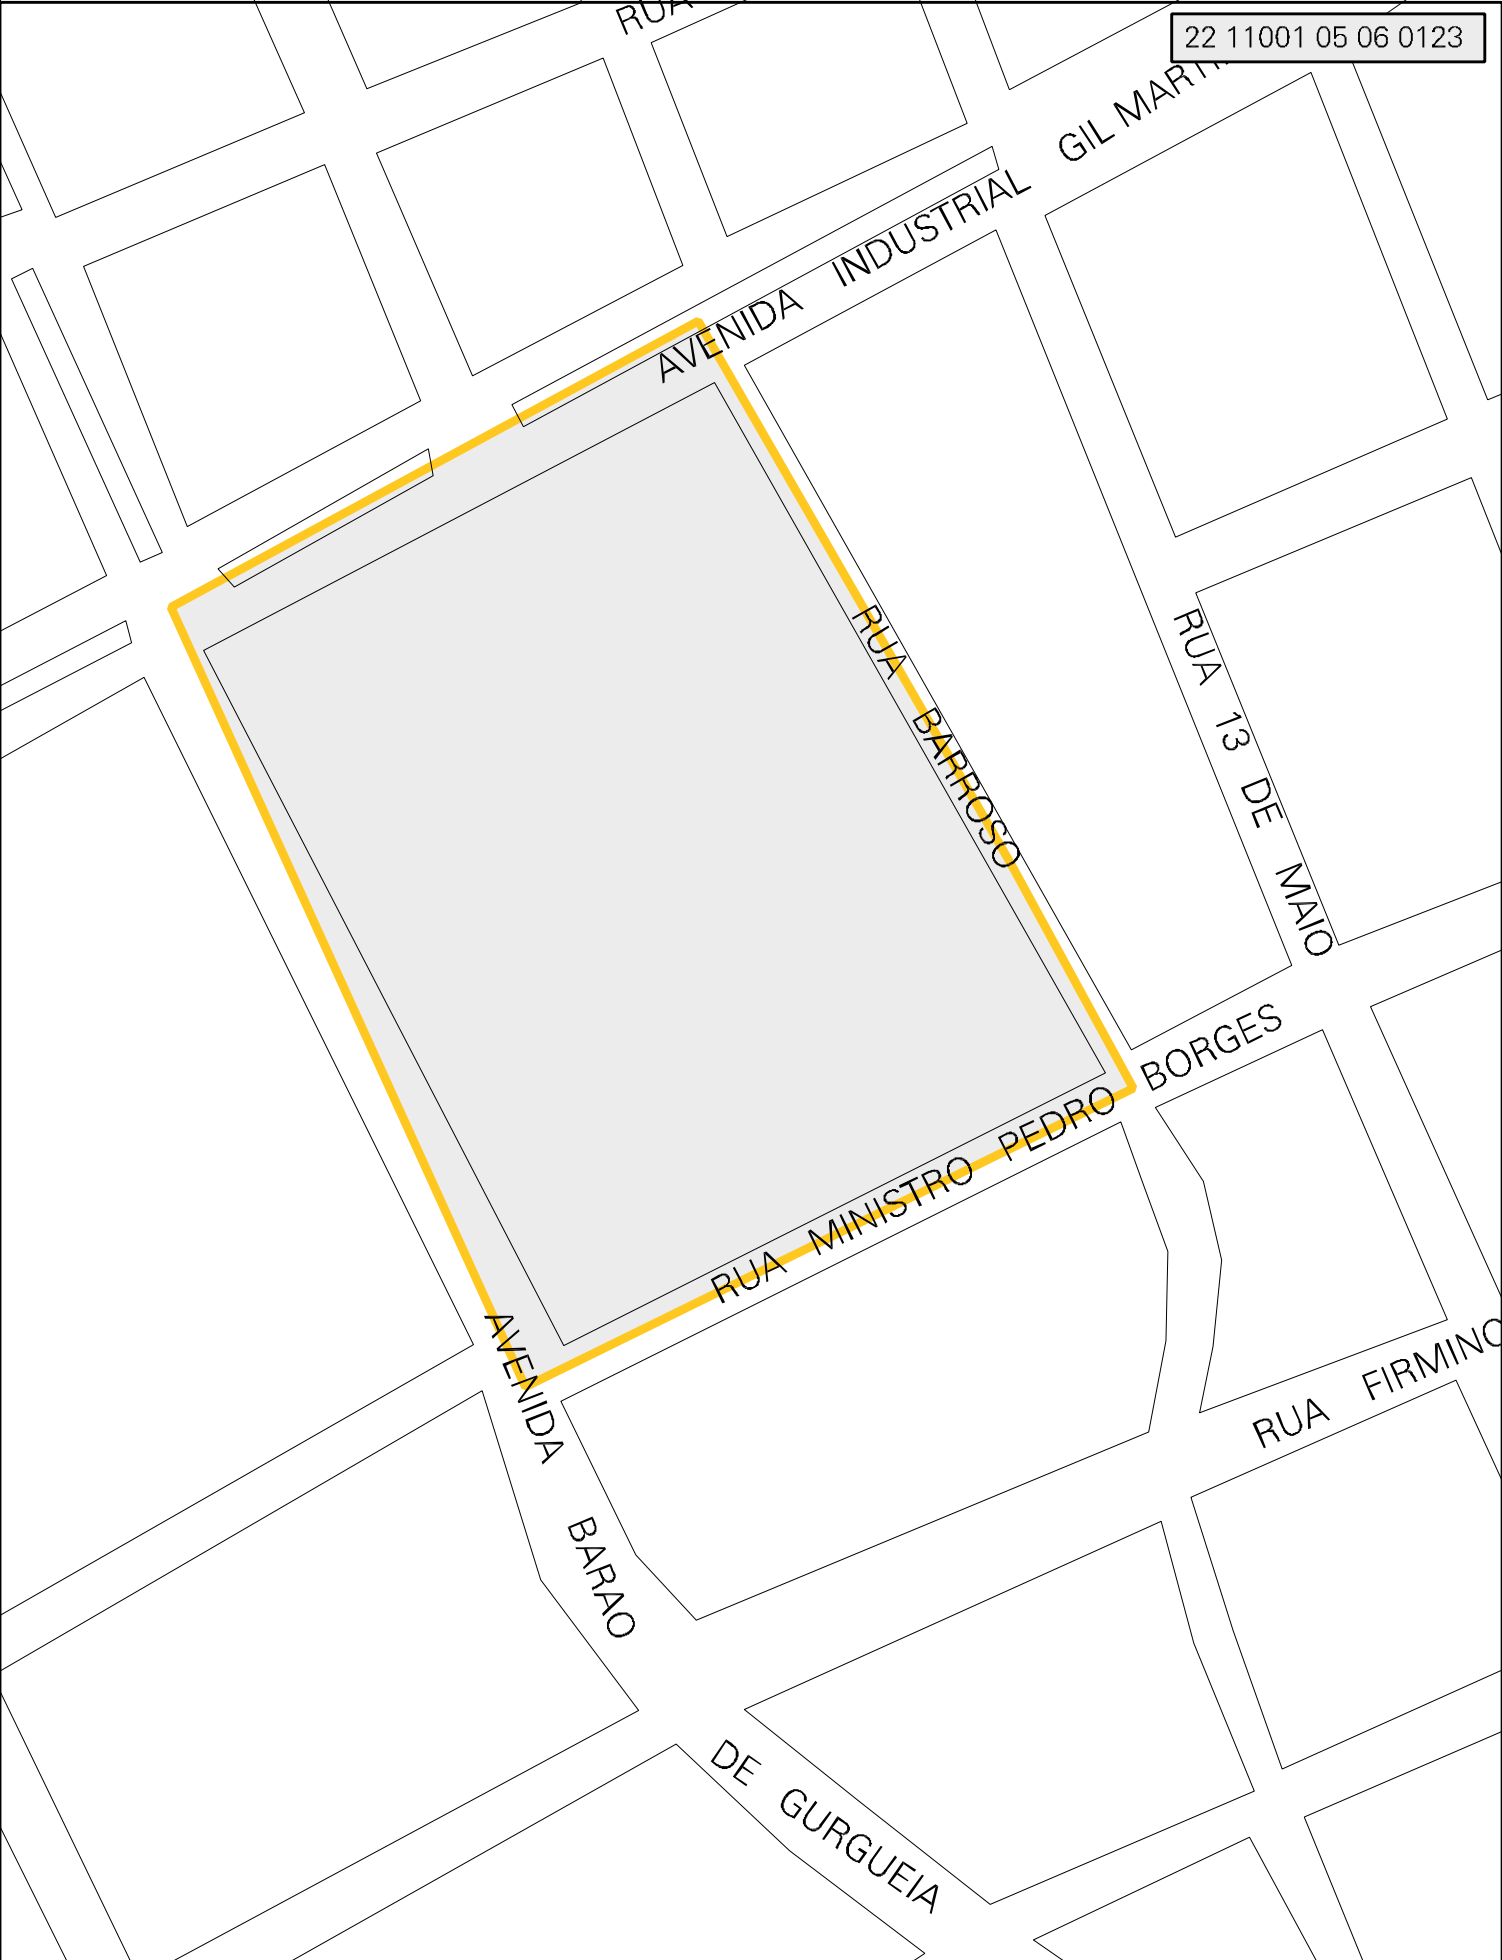 RUA
22 11001 05 06 0123
AVENIDA INDUSTRIAL GIL
RUA BARROSO
RUA 13 DE MAIO
RUA MINISTRO PEDRO BORGES
RUA FIRMINO
AVENIDA BARAO DE GURGUEIA